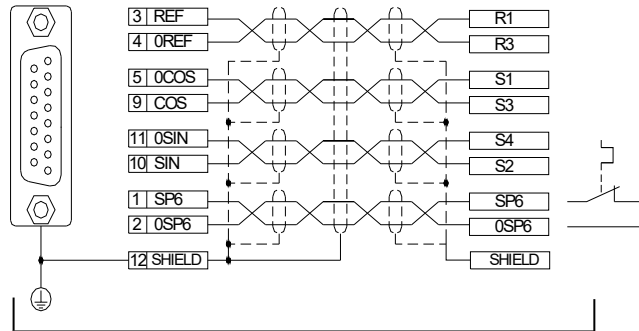 3 REF R1
4 0REF R3
5 0COS S1
9 COS S3
11 0SIN S4
10 SIN S2
1 SP6 SP6
2 0SP6 0SP6
12 SHIELD SHIELD